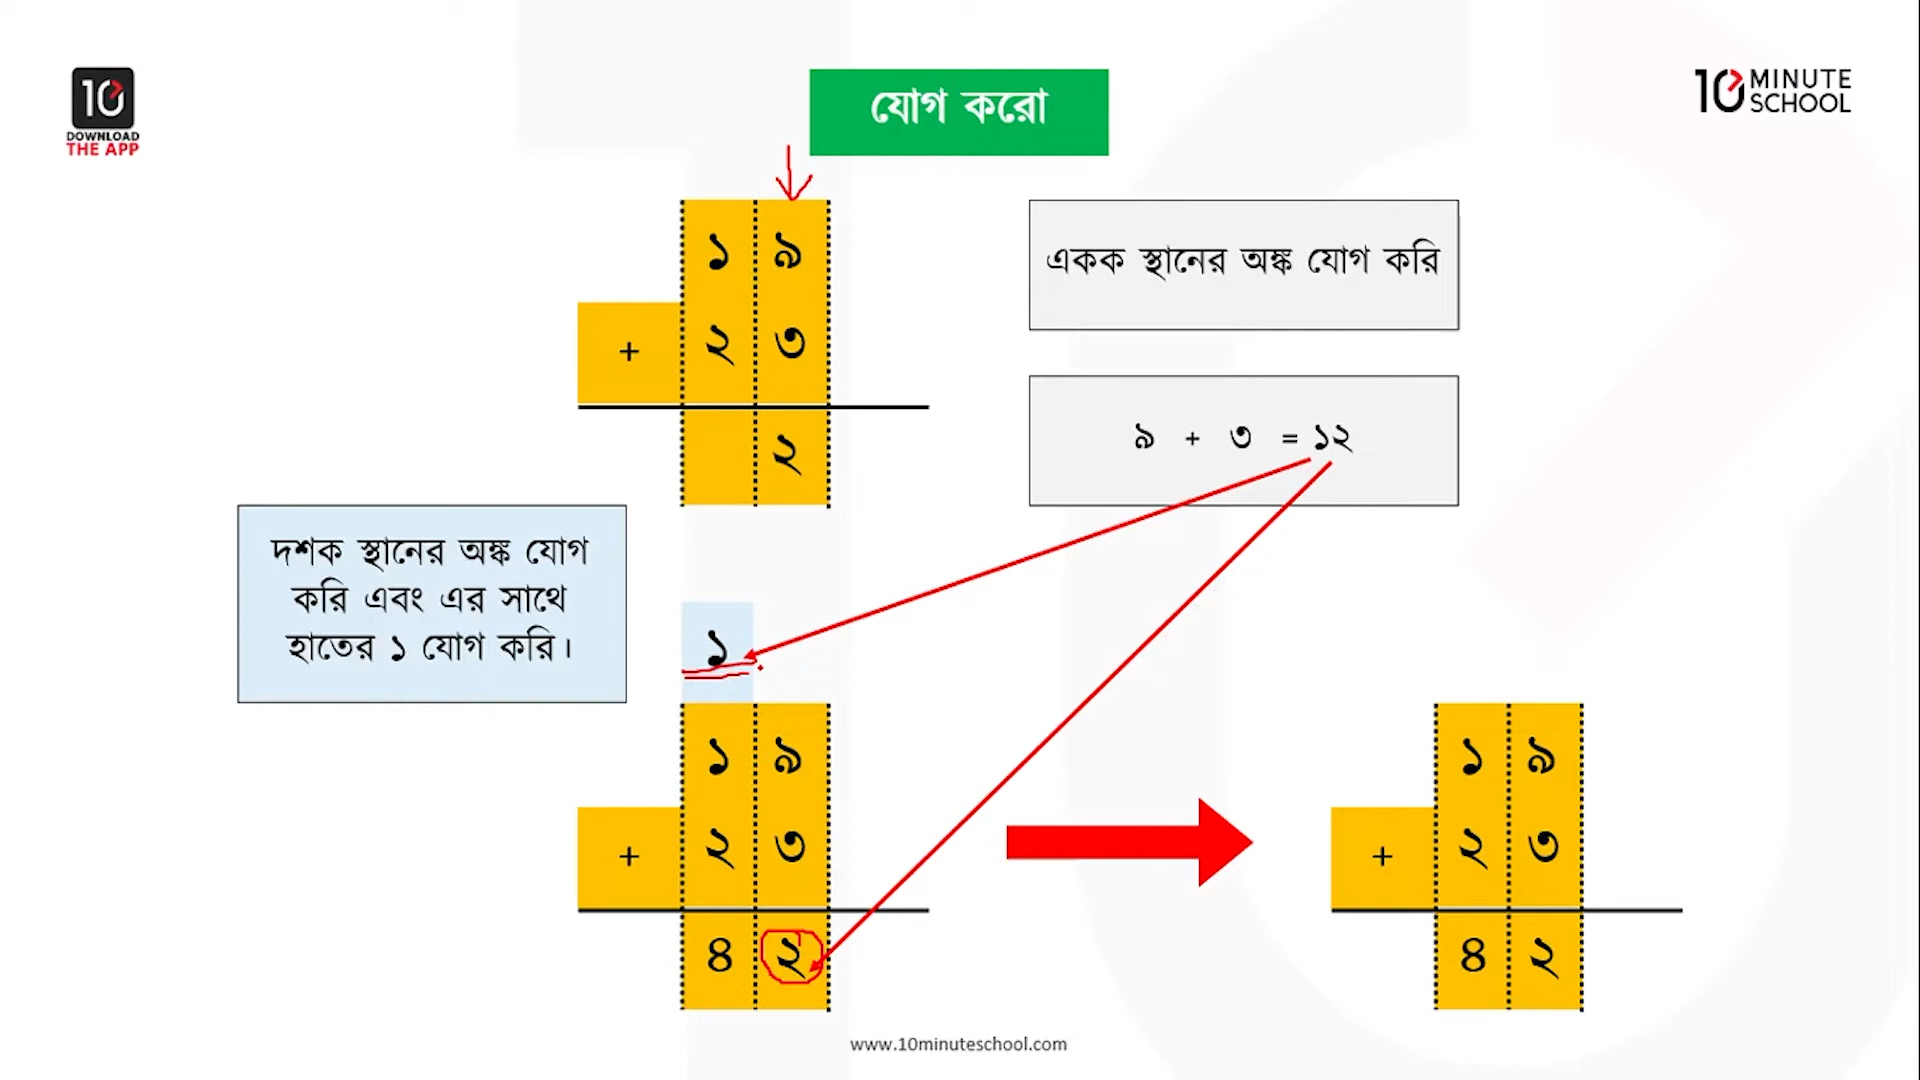 10
DOWNLOAD
THE APP
যোগ করো
10 MINUTE
SCHOOL
১ ৯
+ ২ ৩
২
একক স্থানের অঙ্ক যোগ করি
৯ + ৩ = ১২
দশক স্থানের অঙ্ক যোগ
করি এবং এর সাথে
হাতের ১ যোগ করি।
১
১ ৯
+ ২ ৩
৪ ২
১ ৯
+ ২ ৩
৪ ২
www.10minuteschool.com